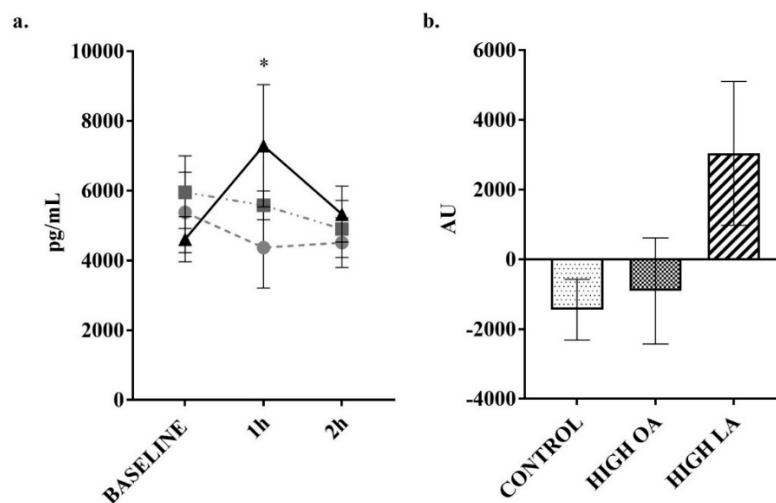 a.
10000
8000
6000
4000
2000
0
pg/mL
*
BASELINE
1h
2h
b.
6000
4000
2000
0
-2000
-4000
AU
CONTROL
HIGH OA
HIGH LA